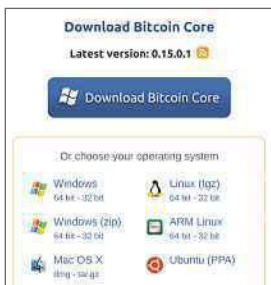 Download Bitcoin Core
Latest version: 0.15.0.1
Download Bitcoin Core
Or choose your operating system
Windows
64 bit - 32 bit
Linux (tgz)
64 bit - 32 bit
Windows (zip)
64 bit - 32 bit
ARM Linux
64 bit - 32 bit
Mac OS X
dmg - tar.gz
Ubuntu (PPA)